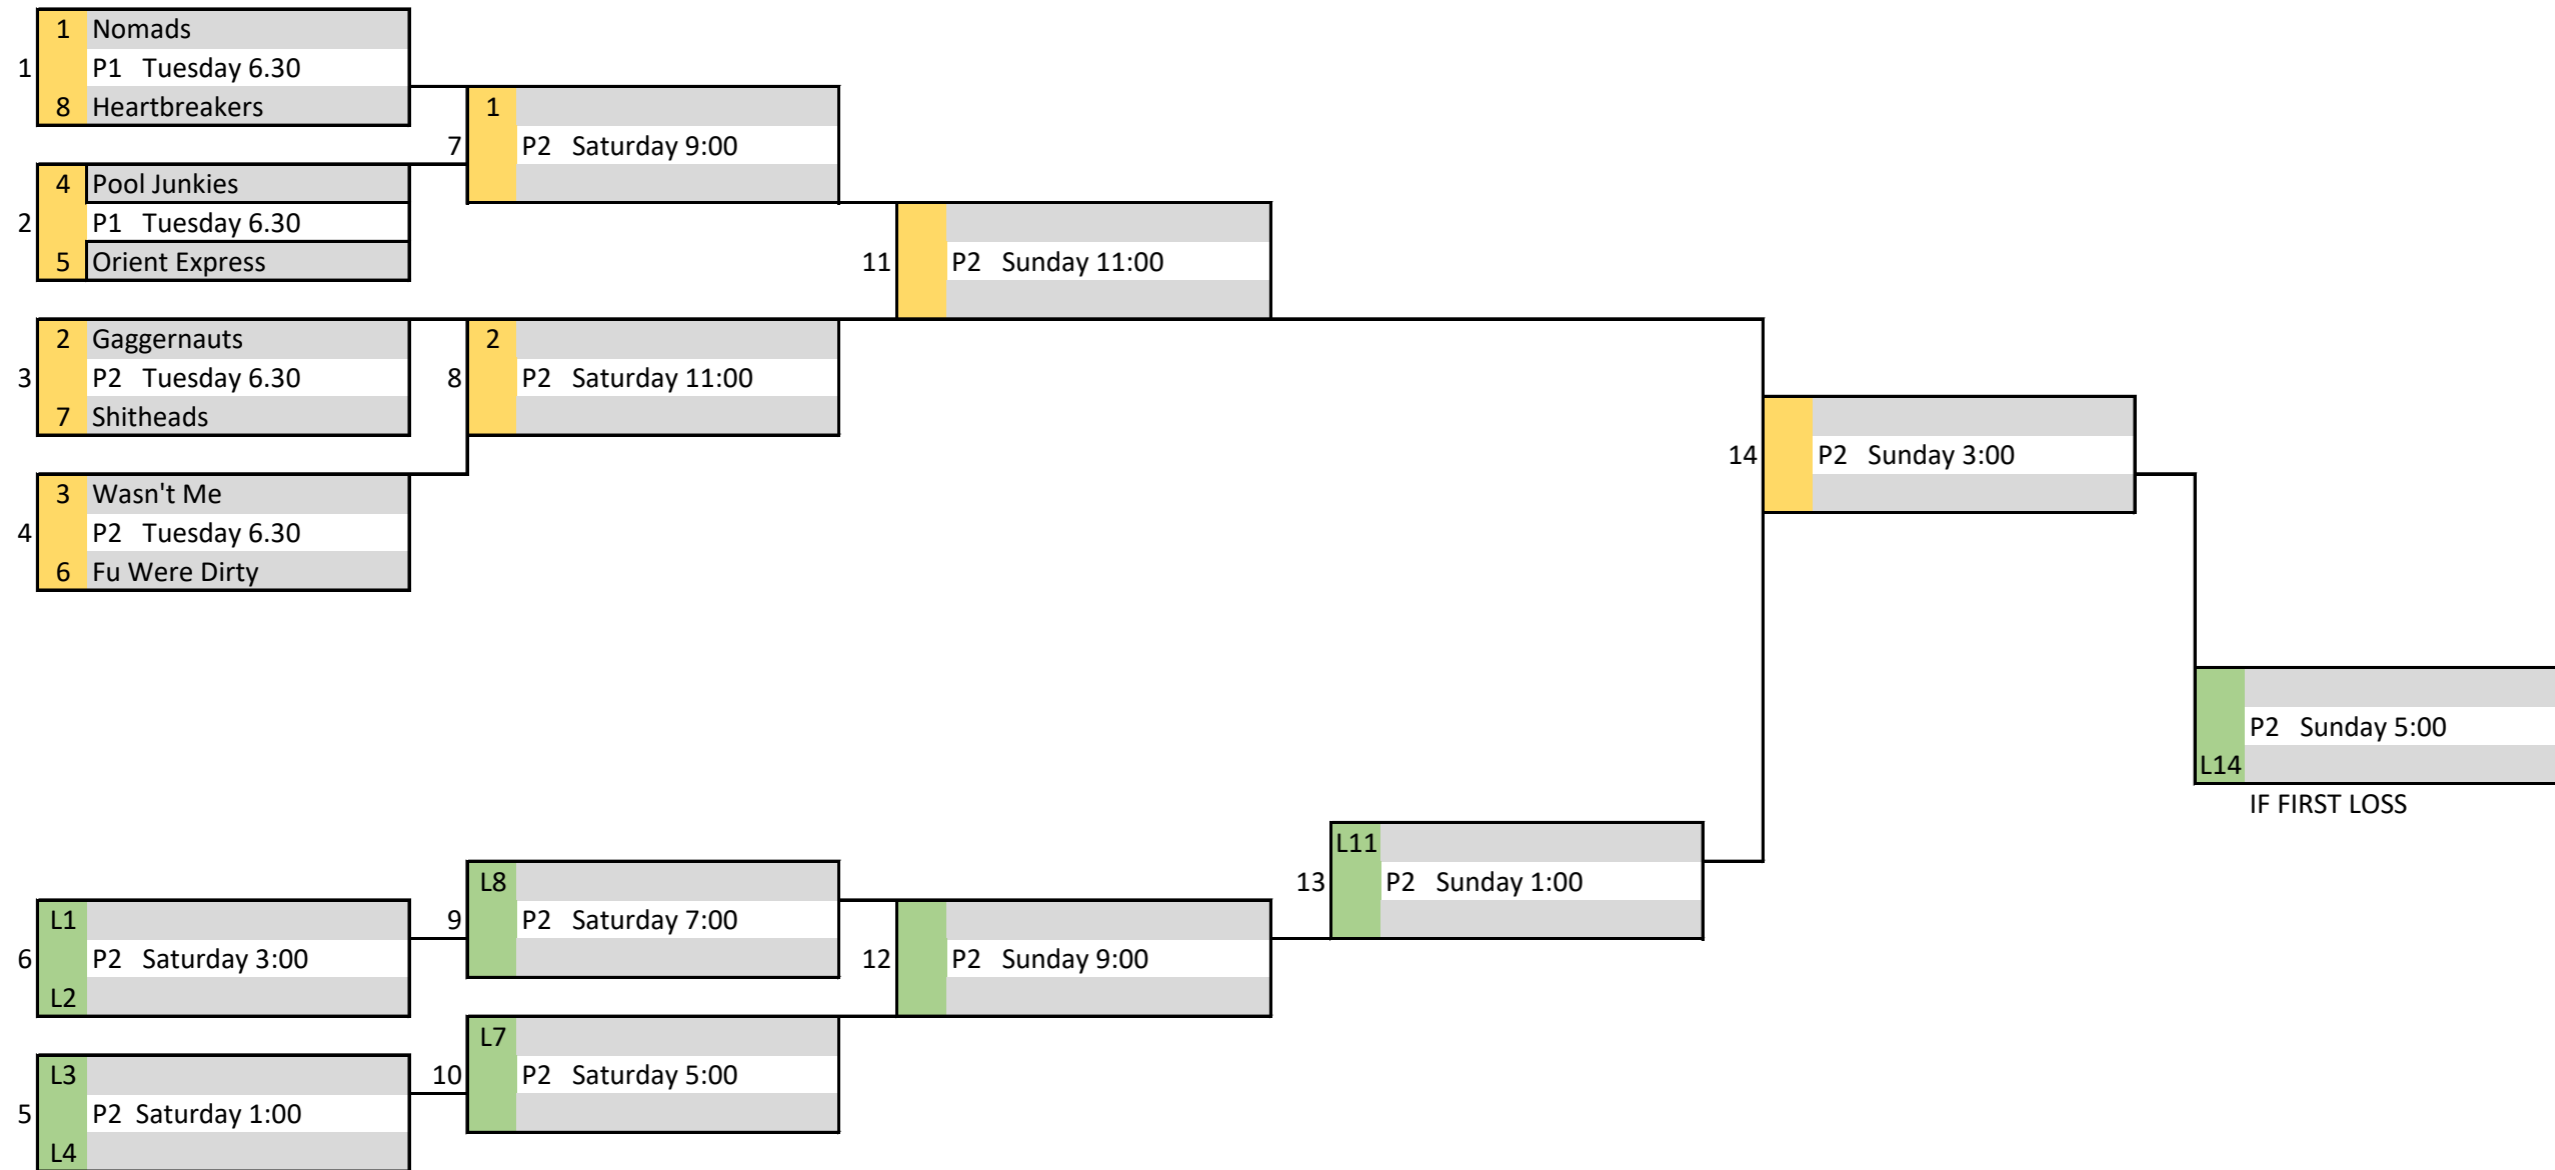 1 Nomads
1 P1 Tuesday 6.30
8 Heartbreakers
4 Pool Junkies
2 P1 Tuesday 6.30
5 Orient Express
2 Gaggernauts
3 P2 Tuesday 6.30
7 Shitheads
3 Wasn't Me
4 P2 Tuesday 6.30
6 Fu Were Dirty
1
7 P2 Saturday 9:00
2
8 P2 Saturday 11:00
11 P2 Sunday 11:00
14 P2 Sunday 3:00
P2 Sunday 5:00
L14
IF FIRST LOSS
L11
13 P2 Sunday 1:00
L8
9 P2 Saturday 7:00
L1
6 P2 Saturday 3:00
L2
12 P2 Sunday 9:00
L7
10 P2 Saturday 5:00
L3
5 P2 Saturday 1:00
L4